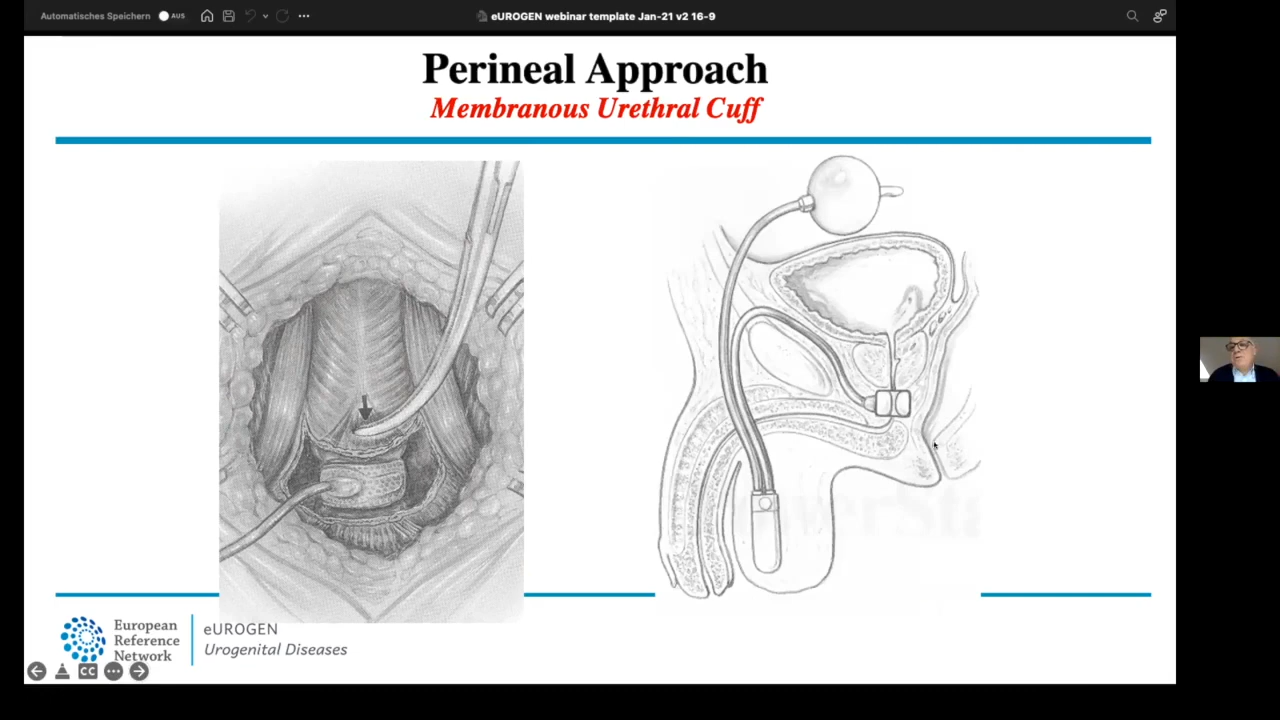 Automatisches Speichern AUS
eUROGEN webinar template Jan-21 v2 16-9
Perineal Approach
Membranous Urethral Cuff
European
Reference
Network
eUROGEN
Urogenital Diseases
CC